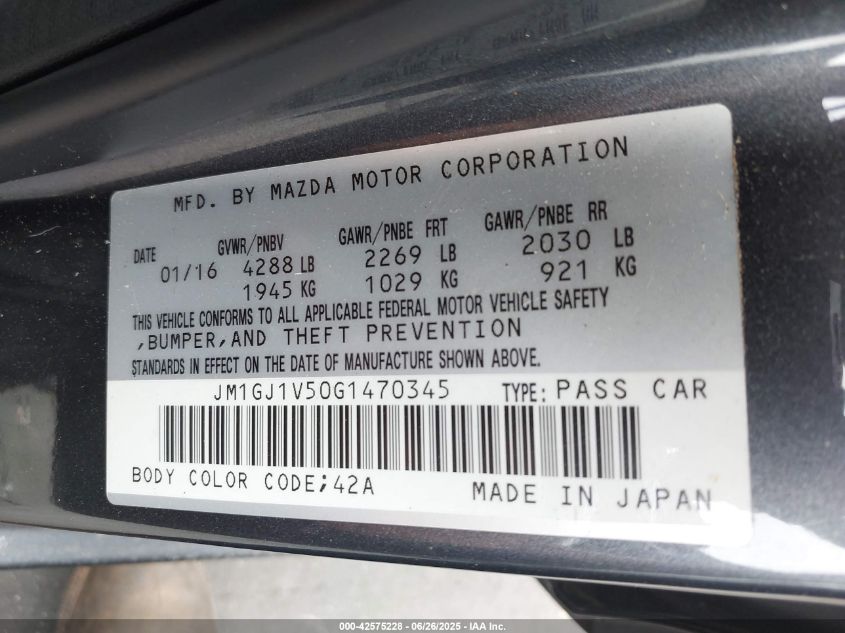 MFD. BY MAZDA MOTOR CORPORATION
DATE GVWR/PNBV GAWR/PNBE FRT GAWR/PNBE RR
01/16 4288 LB 2269 LB 2030 LB
1945 KG 1029 KG 921 KG
THIS VEHICLE CONFORMS TO ALL APPLICABLE FEDERAL MOTOR VEHICLE SAFETY
,BUMPER,AND THEFT PREVENTION
STANDARDS IN EFFECT ON THE DATE OF MANUFACTURE SHOWN ABOVE.
JM1GJ1V50G1470345 TYPE: PASS CAR
BODY COLOR CODE;42A MADE IN JAPAN
000-42575228 - 06/26/2025 - IAA Inc.